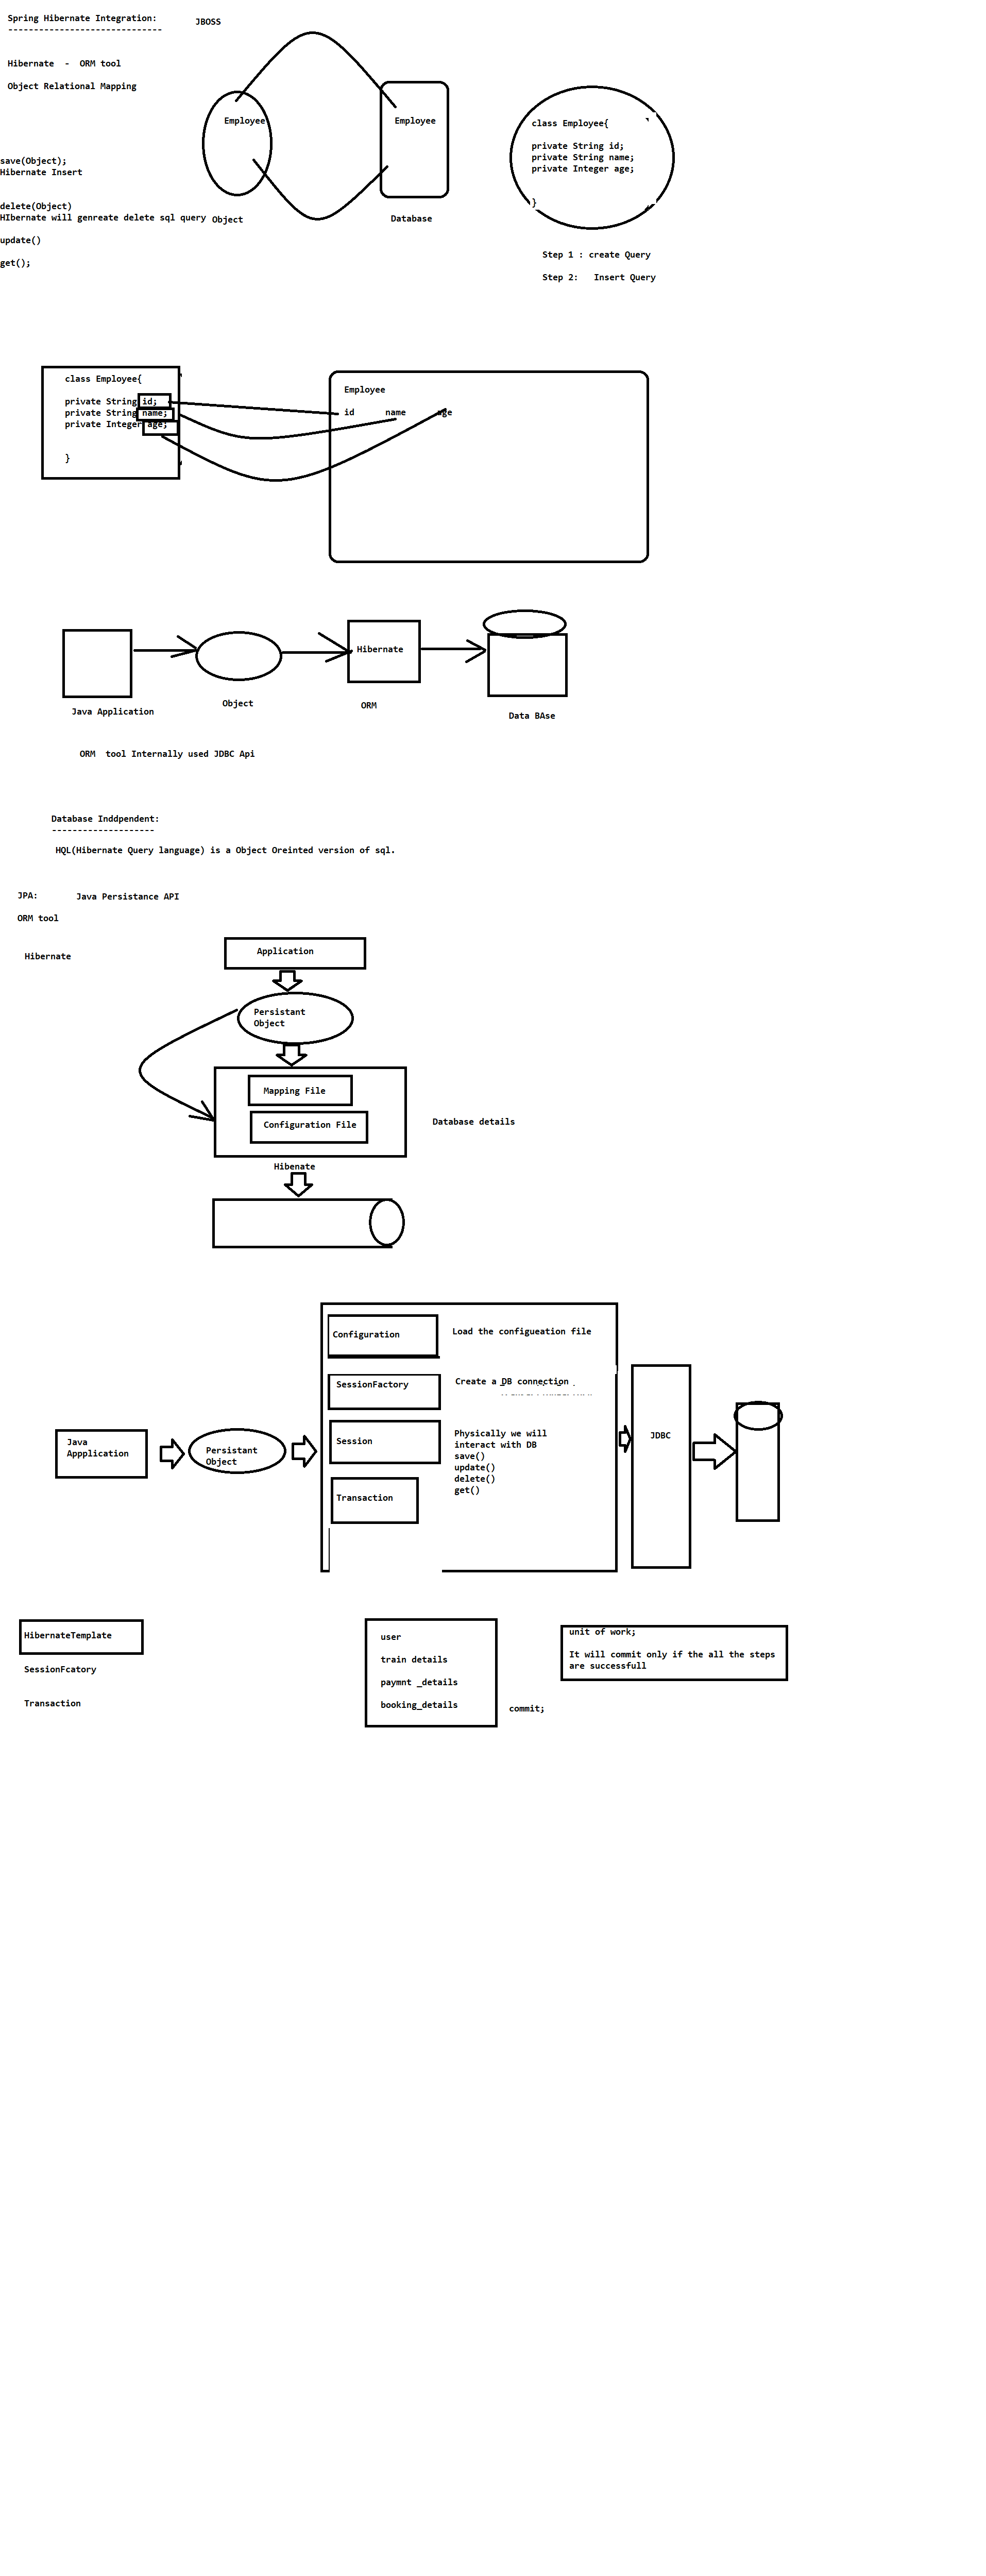 Spring Hibernate Integration:
------------------------------
JBOSS
Hibernate  -  ORM tool
Object Relational Mapping
Employee
Employee
class Employee{
private String id;
private String name;
private Integer age;
}
save(Object);
Hibernate Insert
delete(Object)
HIbernate will genreate delete sql query
Object
Database
update()
get();
Step 1 : create Query
Step 2:   Insert Query
class Employee{
private String id;
private String name;
private Integer age;
}
Employee
id      name      age
Hibernate
Java Application
Object
ORM
Data BAse
ORM  tool Internally used JDBC Api
Database Inddpendent:
--------------------
HQL(Hibernate Query language) is a Object Oreinted version of sql.
JPA:
Java Persistance API
ORM tool
Hibernate
Application
Persistant
Object
Mapping File
Configuration File
Database details
Hibenate
Configuration
Load the configueation file
SessionFactory
Create a DB connection
Session
Physically we will
interact with DB
save()
update()
delete()
get()
Transaction
Java
Appplication
Persistant
Object
JDBC
HibernateTemplate
SessionFcatory
Transaction
user
train details
paymnt _details
booking_details
commit;
unit of work;
It will commit only if the all the steps
are successfull